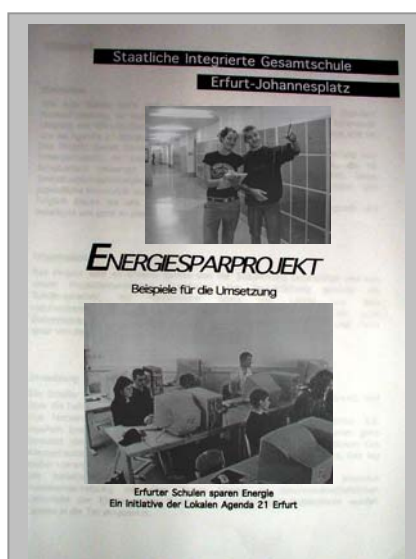 Staatliche Integrierte Gesamtschule
Erfurt-Johannesplatz
ENERGIESPARPROJEKT
Beispiele für die Umsetzung
Erfurter Schulen sparen Energie
Ein Initiative der Lokalen Agenda 21 Erfurt